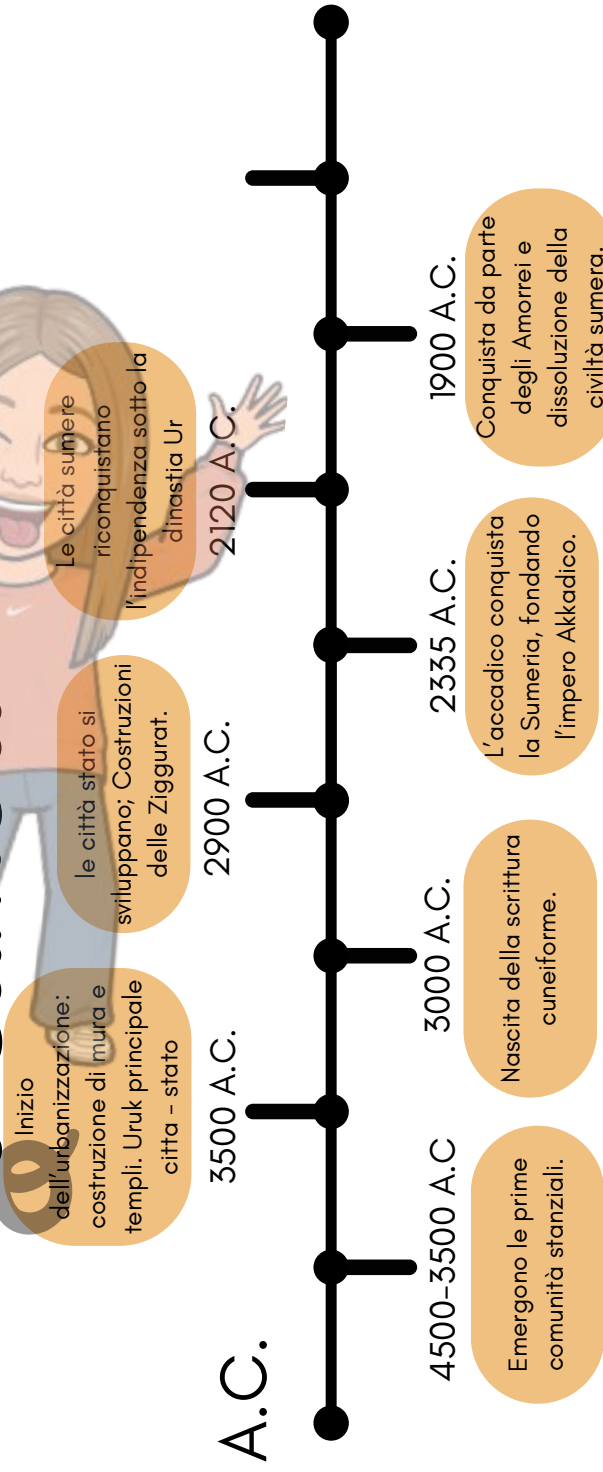 Inizio
dell'urbanizzazione:
costruzione di mura e
templi. Uruk principale
citta - stato
3500 A.C.
le città stato si
sviluppano; Costruzioni
delle Ziggurat.
2900 A.C.
Le città sumere
riconquistano
l'indipendenza sotto la
dinastia Ur
2120 A.C.
A.C.
4500-3500 A.C
Emergono le prime
comunità stanziali.
3000 A.C.
Nascita della scrittura
cuneiforme.
2335 A.C.
L'accadico conquista
la Sumeria, fondando
l'impero Akkadico.
1900 A.C.
Conquista da parte
degli Amorrei e
dissoluzione della
civiltà sumera.